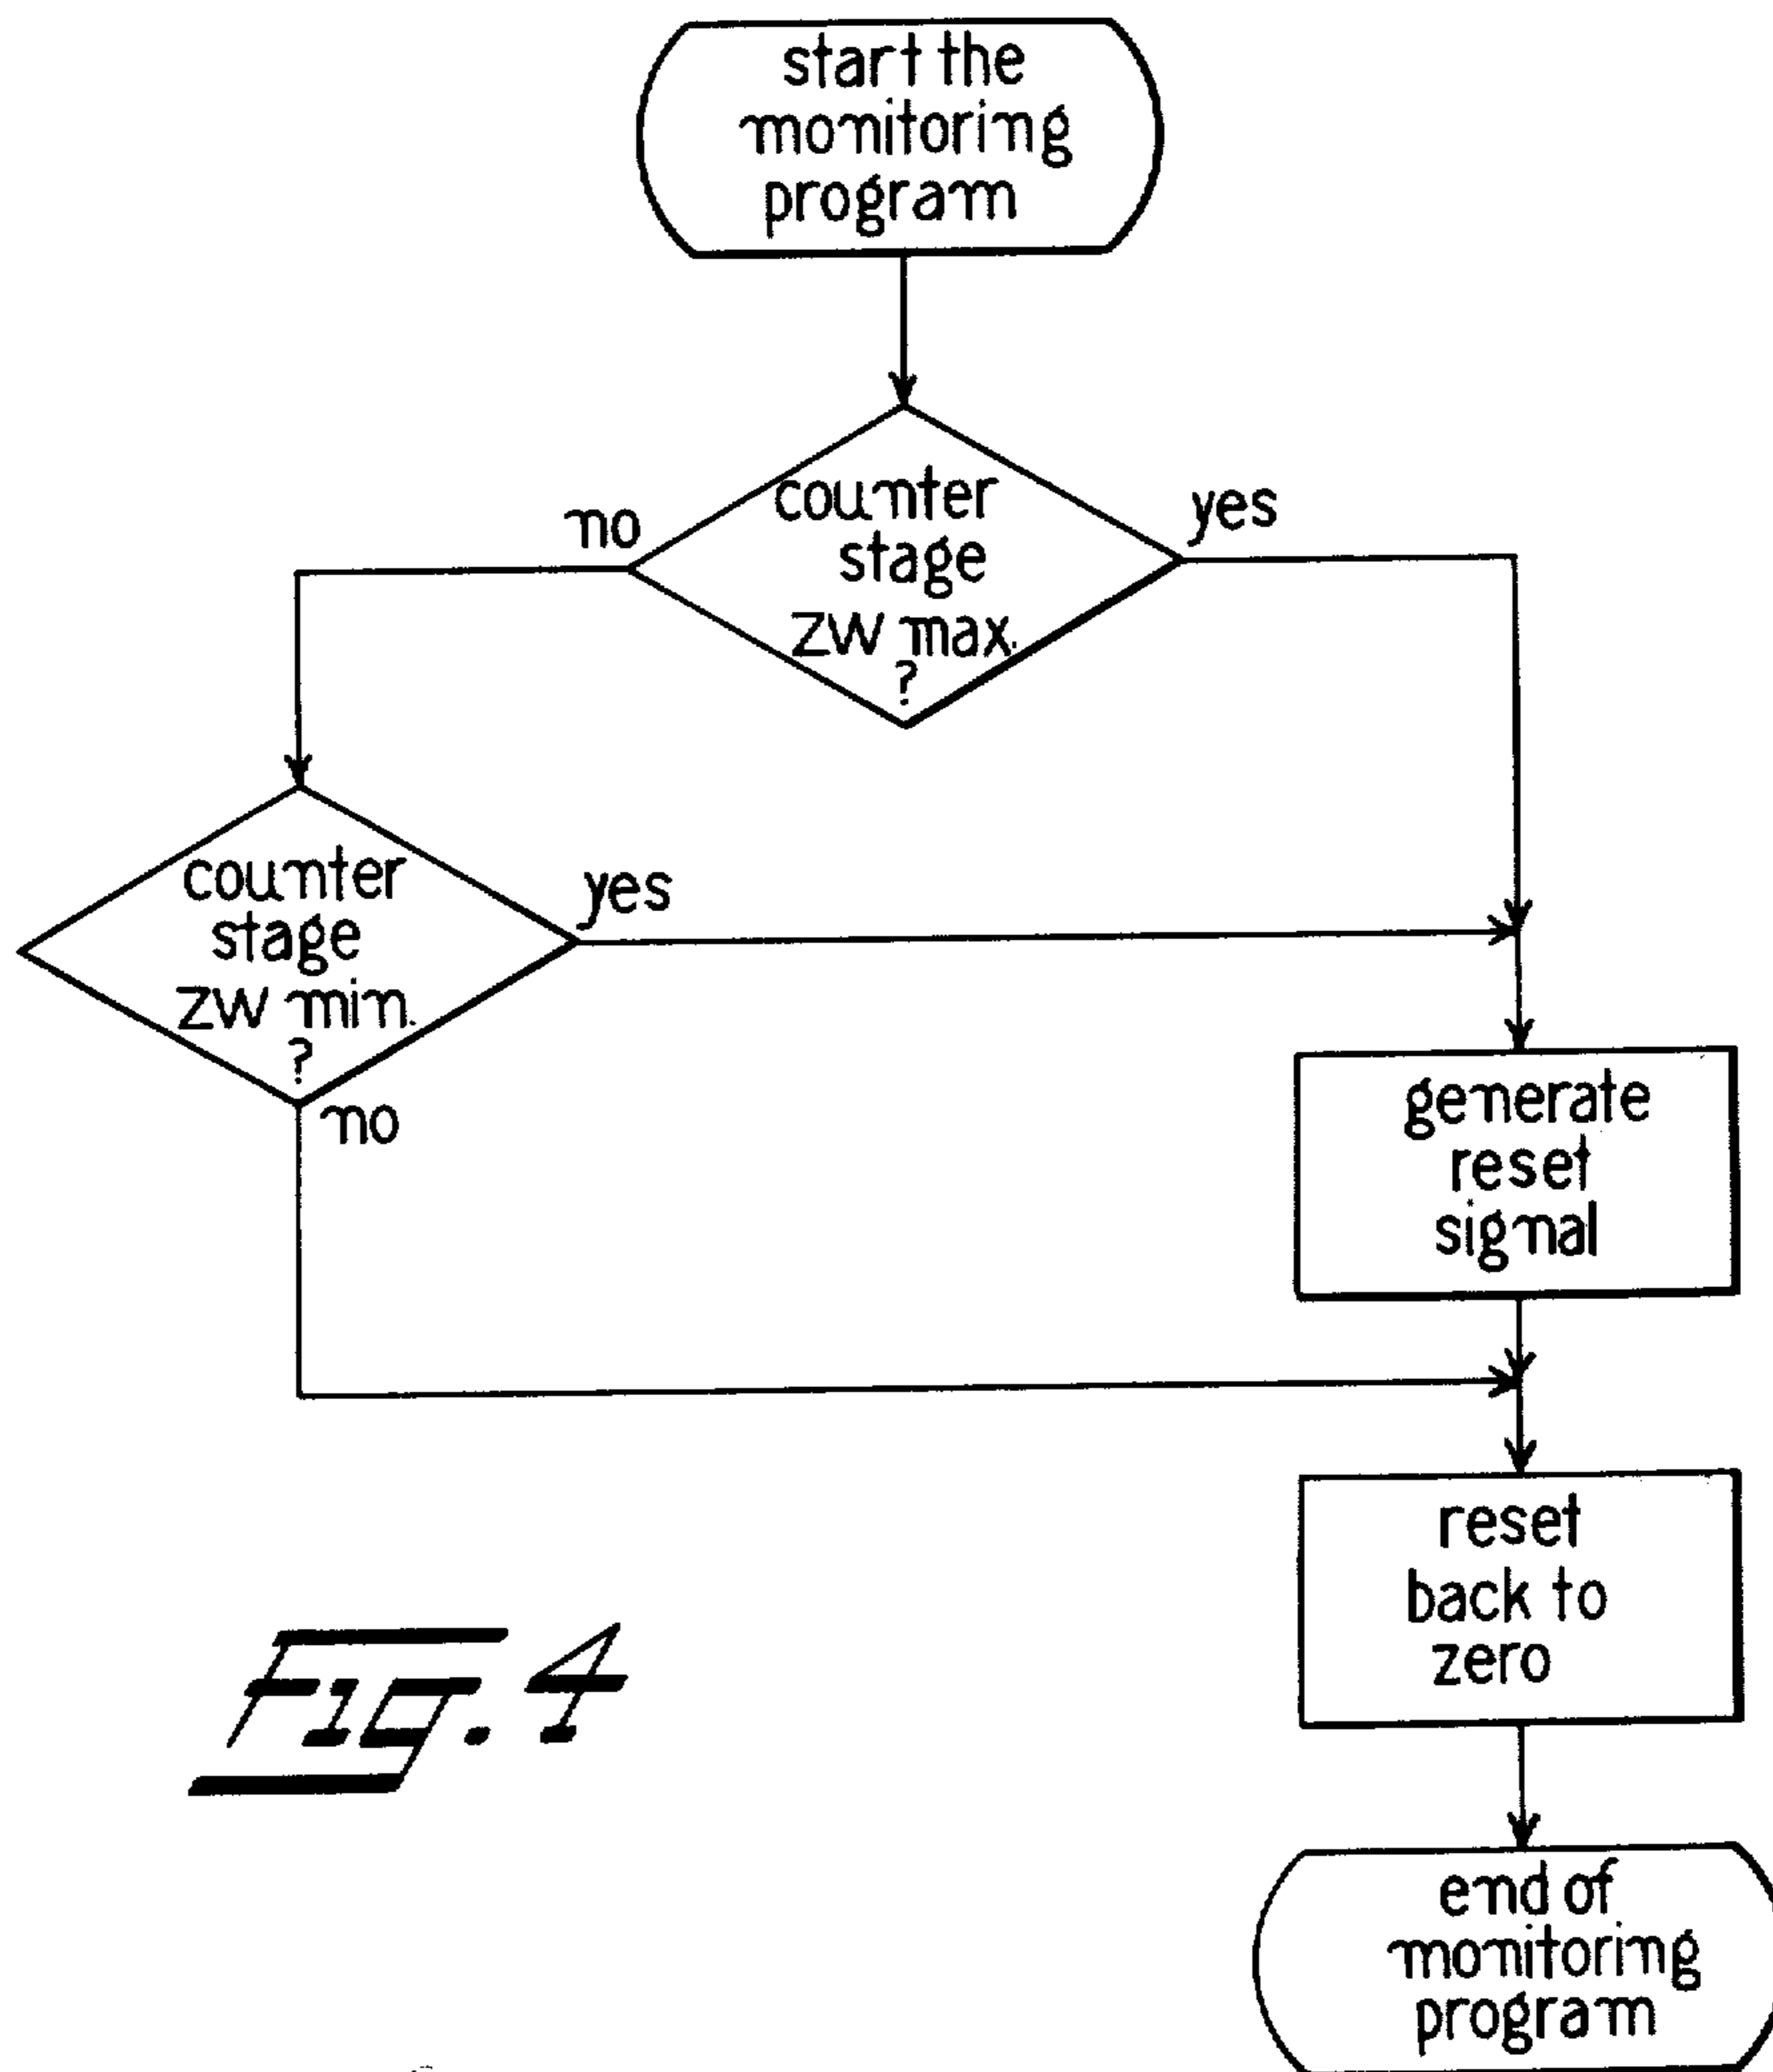 start the
monitoring
program
no
counter
stage
zw max.
?
yes
counter
stage
zw min.
?
yes
no
generate
reset
signal
reset
back to
zero
Fig. 4
end of
monitoring
program